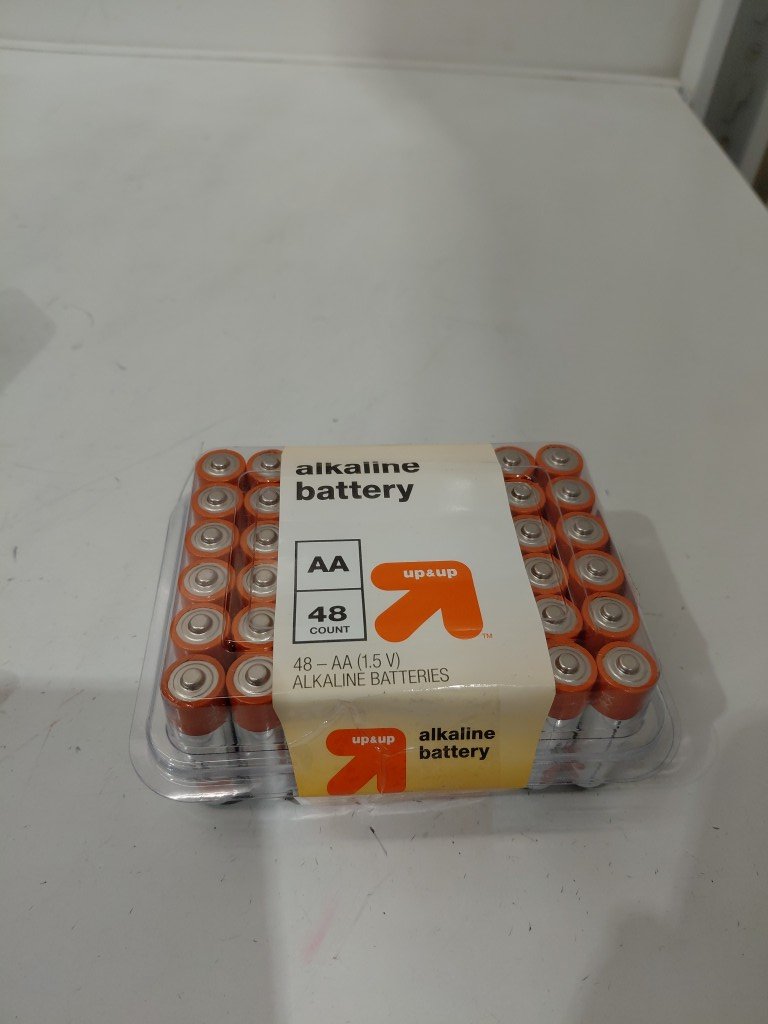 alkaline
battery
AA
48
COUNT
up&up
TM
48 – AA (1.5 V)
ALKALINE BATTERIES
up&up
alkaline
battery